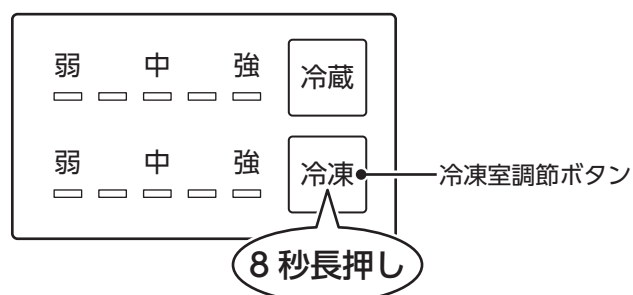 弱 中 強
冷蔵
弱 中 強
冷凍
冷凍室調節ボタン
8秒長押し